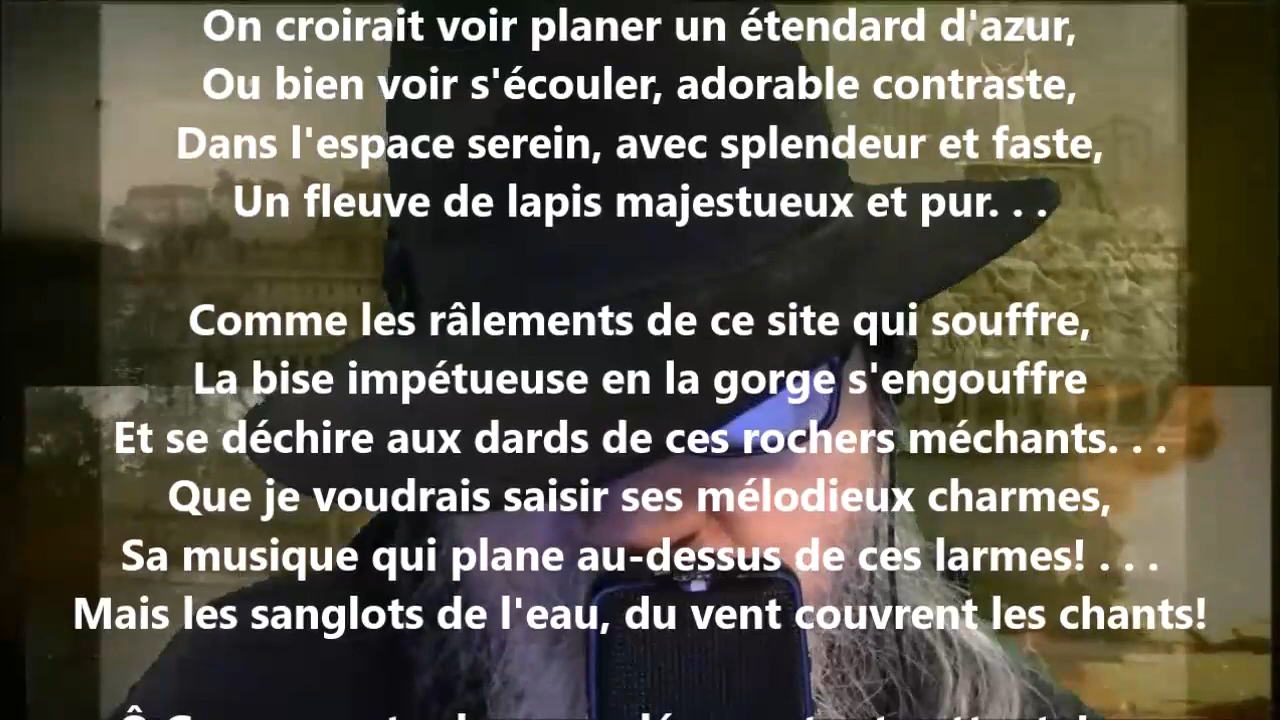 On croirait voir planer un étendard d'azur,
Ou bien voir s'écouler, adorable contraste,
Dans l'espace serein, avec splendeur et faste,
Un fleuve de lapis majestueux et pur. . .
Comme les râlements de ce site qui souffre,
La bise impétueuse en la gorge s'engouffre
Et se déchire aux dards de ces rochers méchants. . .
Que je voudrais saisir ses mélodieux charmes,
Sa musique qui plane au-dessus de ces larmes! . . .
Mais les sanglots de l'eau, du vent couvrent les chants!